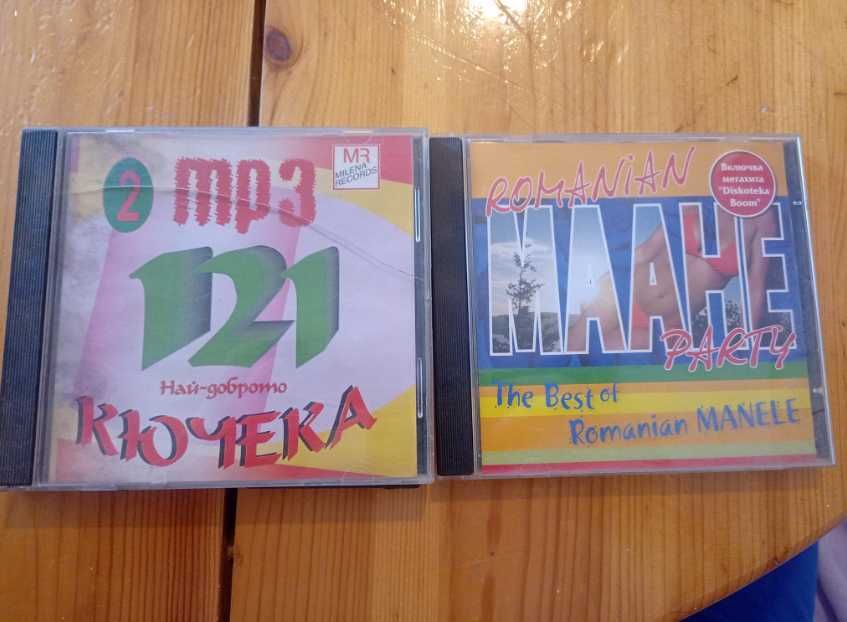 2 mp3
MR
MILENA
RECORDS
121
Най-доброто
КЮЧЕКА
ROMANIAN
Включва
мегахита
"Diskoteka
Boom"
MAAHE
PARTY
The Best of
Romanian MANELE